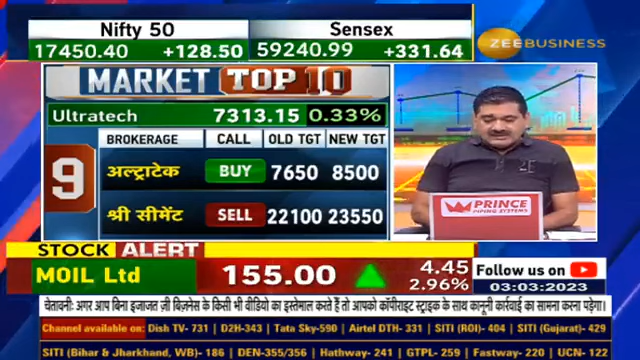 Nifty 50
Sensex
17450.40 +128.50
59240.99 +331.64
ZEEBUSINESS
MARKET TOP 10
Ultratech 7313.15 0.33%
9
BROKERAGE CALL OLD TGT NEW TGT
अल्ट्राटेक BUY 7650 8500
श्री सीमेंट SELL 22100 23550
PRINCE
PIPING SYSTEMS
STOCK ALERT
MOIL Ltd 155.00 4.45
2.96%
Follow us on
03:03:2023
चेतावनी: अगर आप बिना इजाजत ज़ी बिज़नेस के किसी भी वीडियो का इस्तेमाल करते हैं तो आपको कॉपीराइट स्ट्राइक के साथ कानूनी कार्रवाई का सामना करना पड़ेगा।
Channel available on: Dish TV- 731 | D2H-343 | Tata Sky-590 | Airtel DTH- 331 | SITI (ROI) - 404 | SITI (Gujarat) - 429
SITI (Bihar & Jharkhand, WB)- 186 | DEN-355/356 | Hathway- 241 | GTPL- 259 | Fastway- 220 | UCN- 122